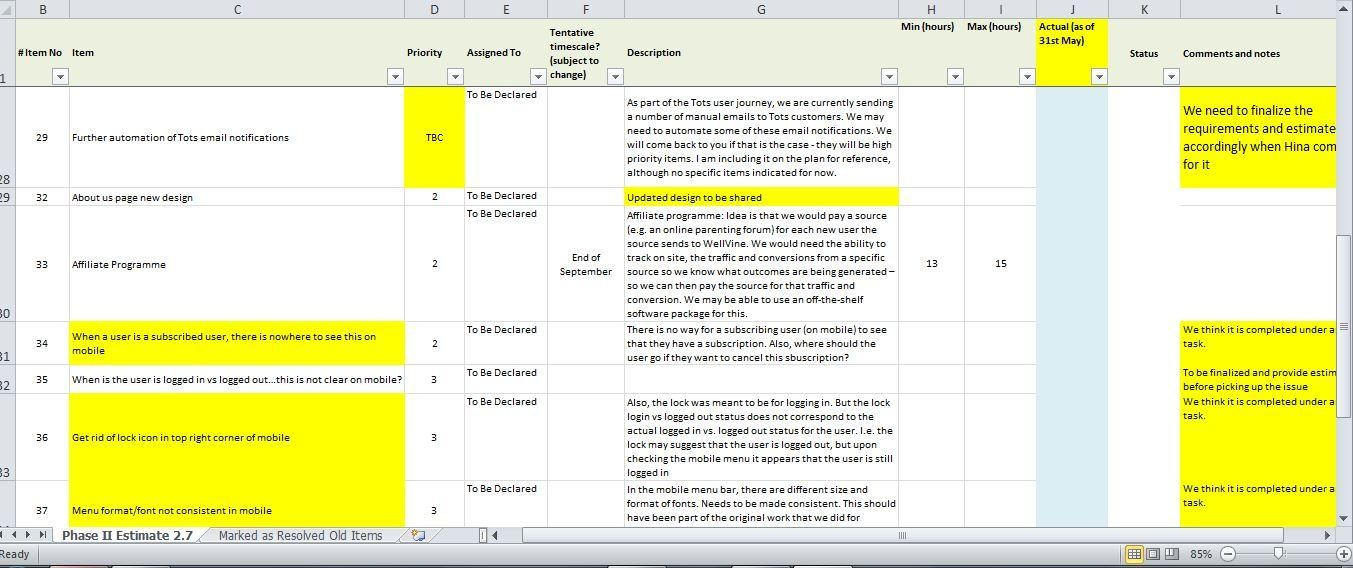 B C D E F G H I J K L
#Item No Item Priority Assigned To Tentative timescale? (subject to change) Description Min (hours) Max (hours) Actual (as of 31st May) Status Comments and notes
1
29 Further automation of Tots email notifications TBC To Be Declared
As part of the Tots user journey, we are currently sending
a number of manual emails to Tots customers. We may
need to automate some of these email notifications. We
will come back to you if that is the case - they will be high
priority items. I am including it on the plan for reference,
although no specific items indicated for now.
We need to finalize the
requirements and estimate
accordingly when Hina com
for it
28
29 32 About us page new design 2 To Be Declared Updated design to be shared
33 Affiliate Programme 2 To Be Declared
End of
September
Affiliate programme: Idea is that we would pay a source
(e.g. an online parenting forum) for each new user the
source sends to WellVine. We would need the ability to
track on site, the traffic and conversions from a specific
source so we know what outcomes are being generated –
so we can then pay the source for that traffic and
conversion. We may be able to use an off-the-shelf
software package for this.
13 15
30
34 When a user is a subscribed user, there is nowhere to see this on
mobile
2 To Be Declared
There is no way for a subscribing user (on mobile) to see
that they have a subscription. Also, where should the
user go if they want to cancel this sbuscription?
We think it is completed under a
task.
31
35 When is the user is logged in vs logged out...this is not clear on mobile? 3 To Be Declared
To be finalized and provide estim
before picking up the issue
32
36 Get rid of lock icon in top right corner of mobile 3 To Be Declared
Also, the lock was meant to be for logging in. But the lock
login vs logged out status does not correspond to the
actual logged in vs. logged out status for the user. I.e. the
lock may suggest that the user is logged out, but upon
checking the mobile menu it appears that the user is still
logged in
We think it is completed under a
task.
33
37 Menu format/font not consistent in mobile 3 To Be Declared
In the mobile menu bar, there are different size and
format of fonts. Needs to be made consistent. This should
have been part of the original work that we did for
We think it is completed under a
task.
Phase II Estimate 2.7 Marked as Resolved Old Items
Ready 85%